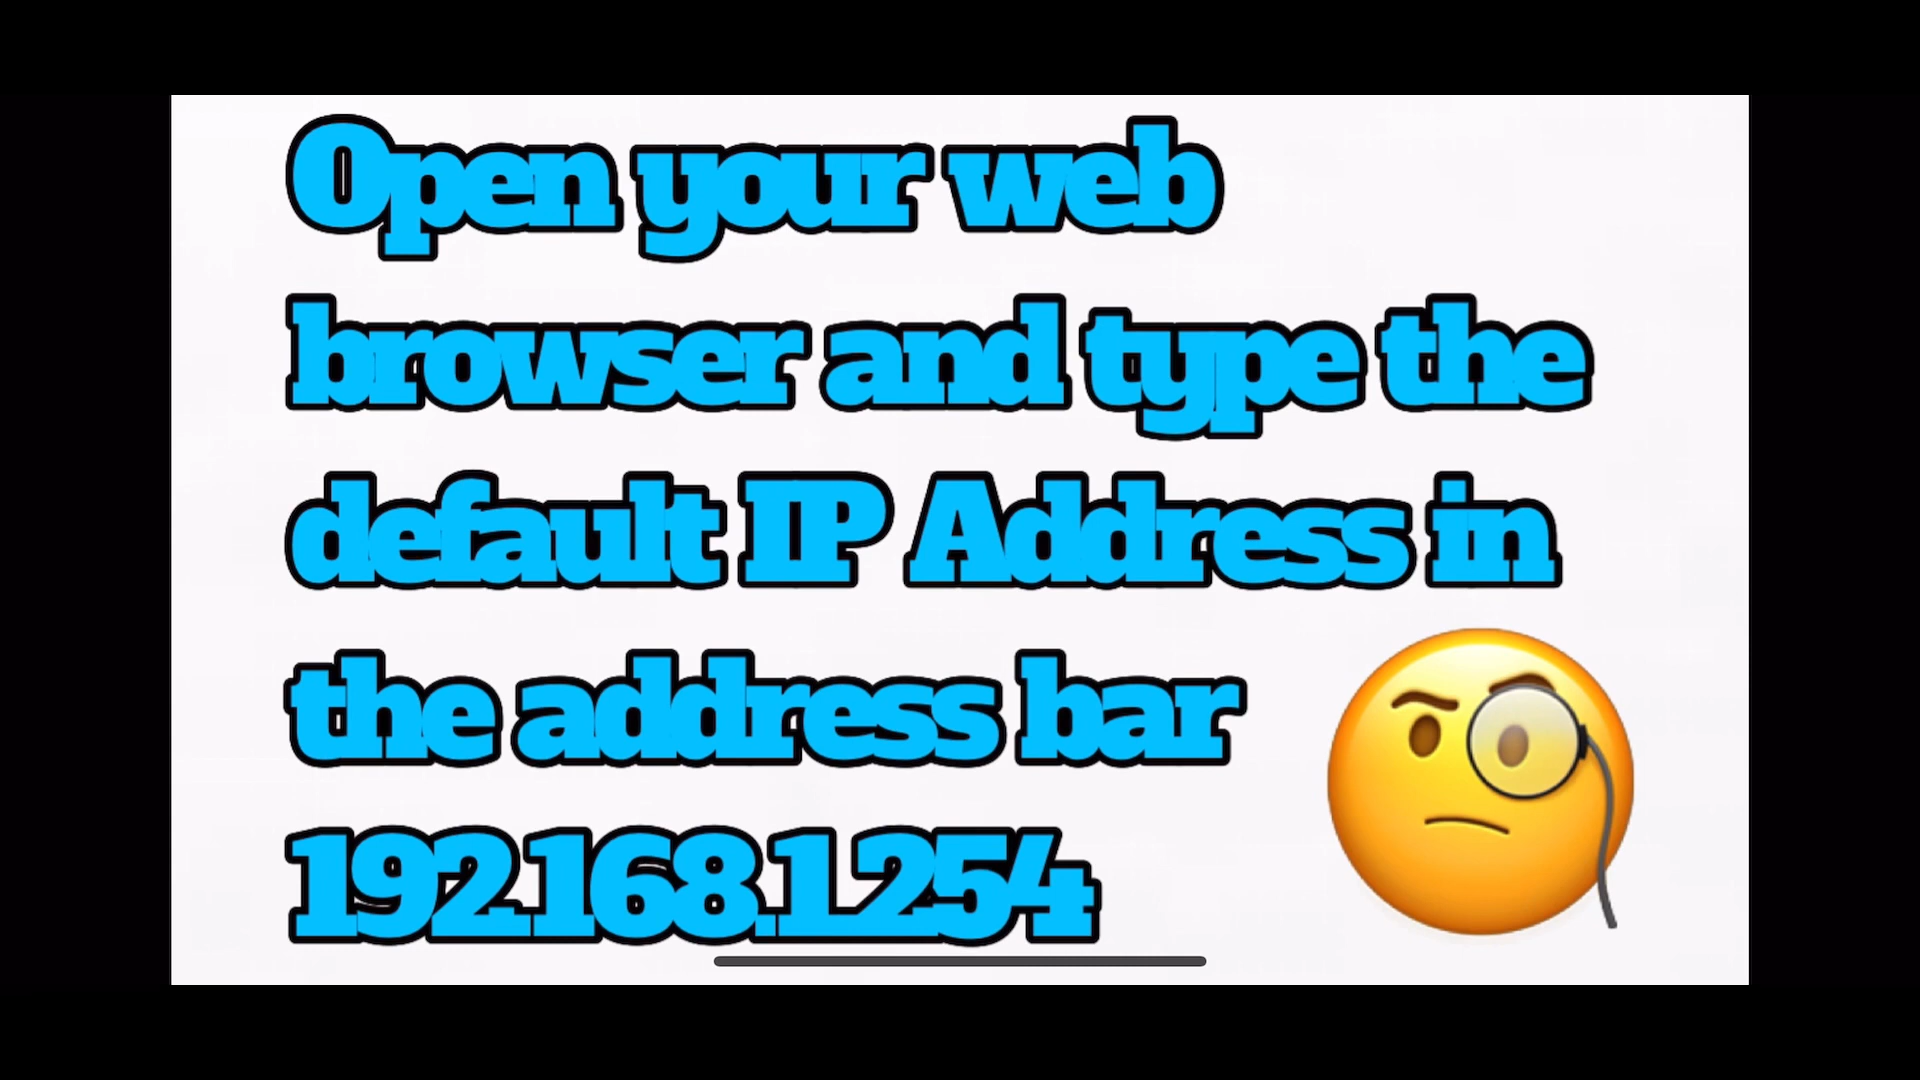 Open your web
browser and type the
default IP Address in
the address bar
192.168.1.254